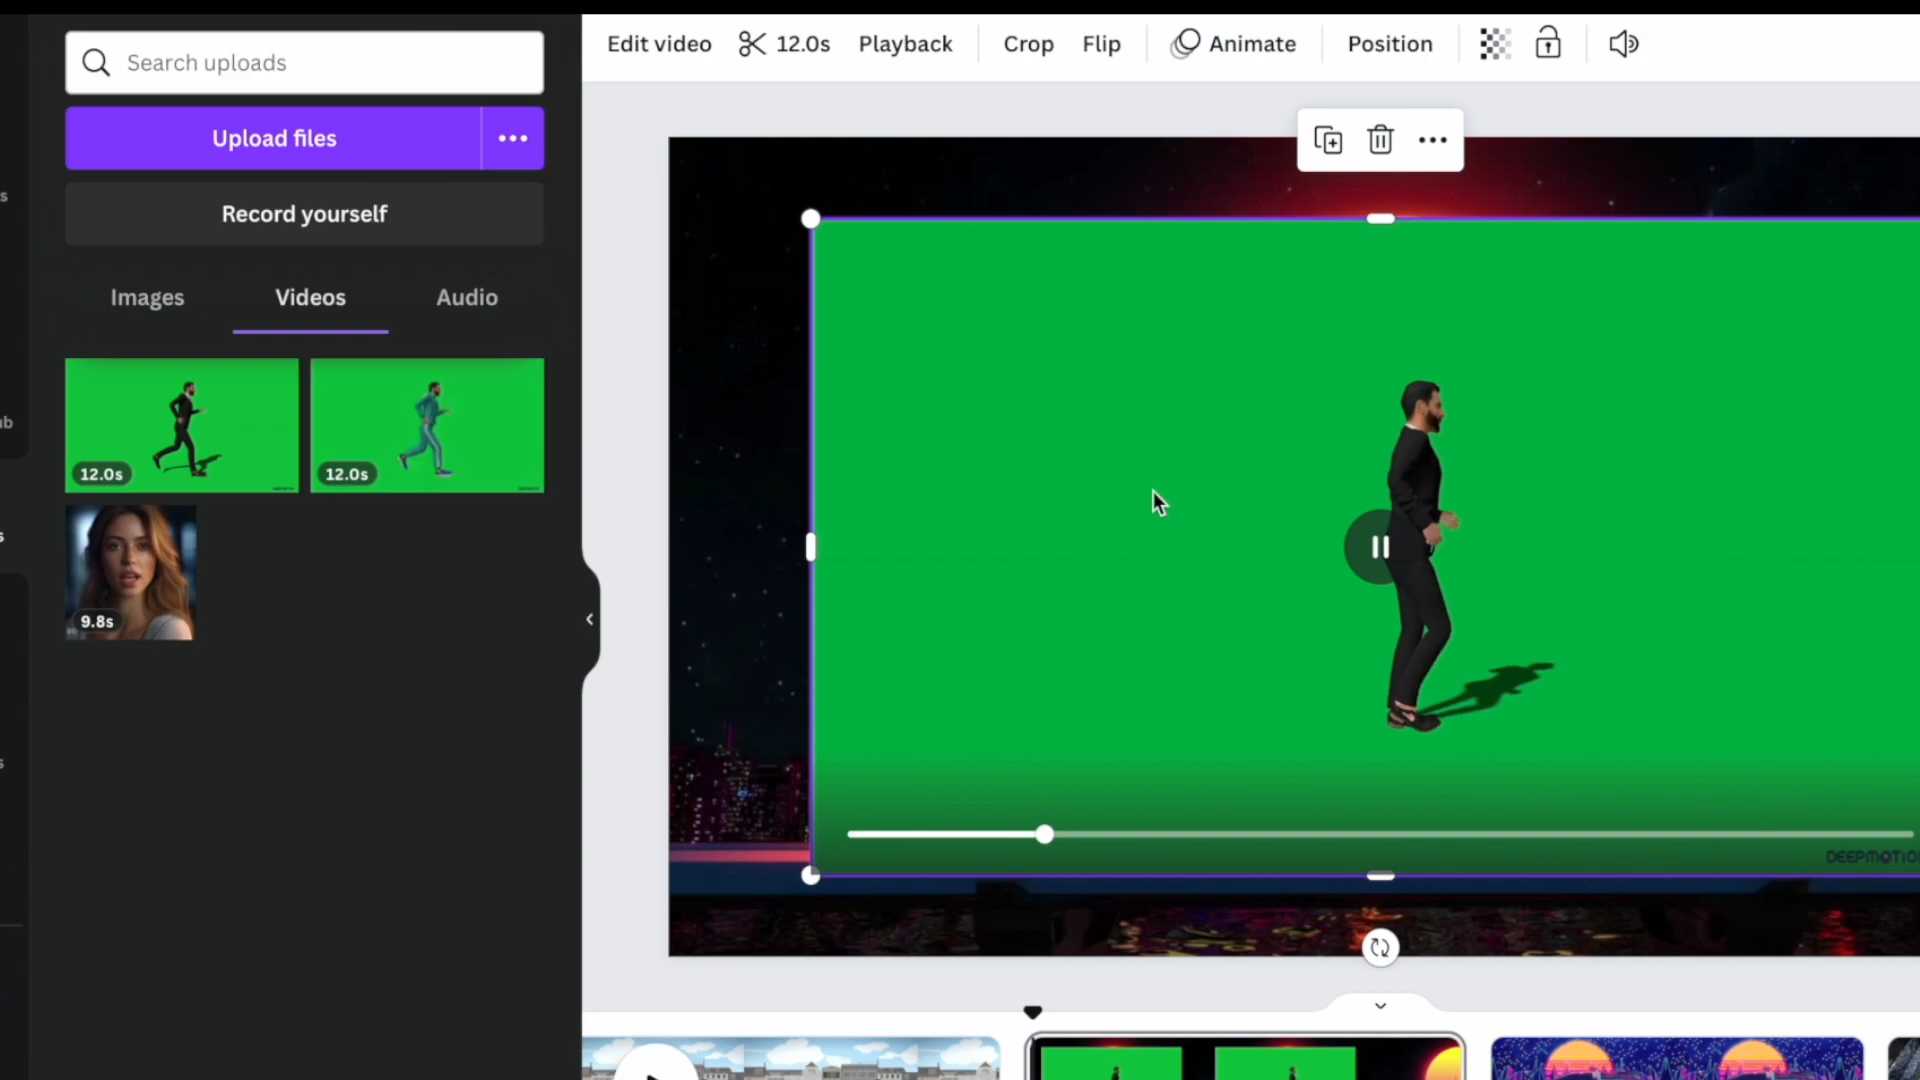 Search uploads
Upload files
Record yourself
Images Videos Audio
12.0s
12.0s
9.8s
Edit video 12.0s Playback Crop Flip Animate Position
s
ub
s
s
DEEPMOTIO